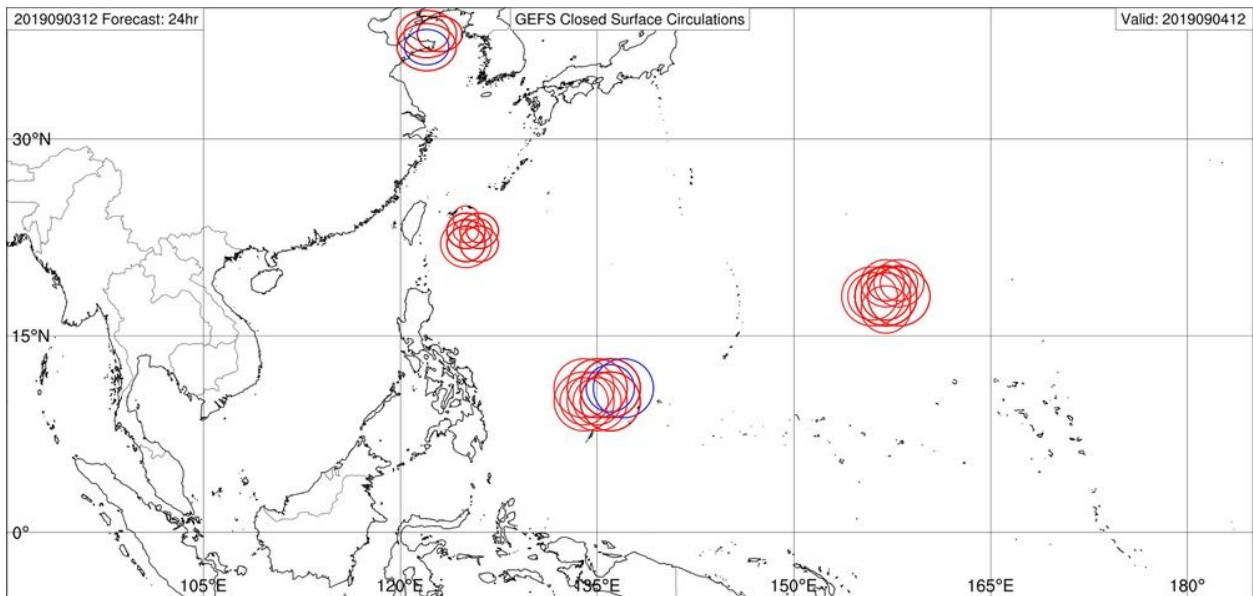 2019090312 Forecast: 24hr
GEFS Closed Surface Circulations
Valid: 2019090412
30°N
15°N
0°
105°E
120°E
135°E
150°E
165°E
180°